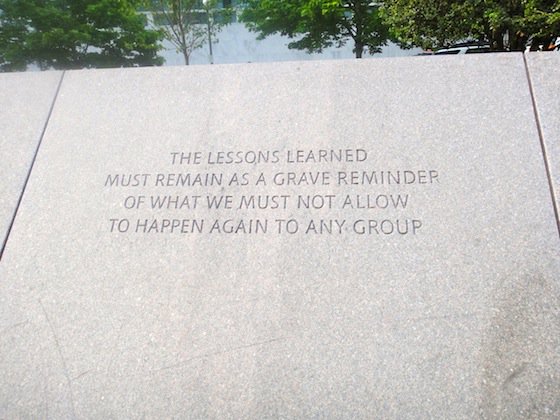 THE LESSONS LEARNED
MUST REMAIN AS A GRAVE REMINDER
OF WHAT WE MUST NOT ALLOW
TO HAPPEN AGAIN TO ANY GROUP